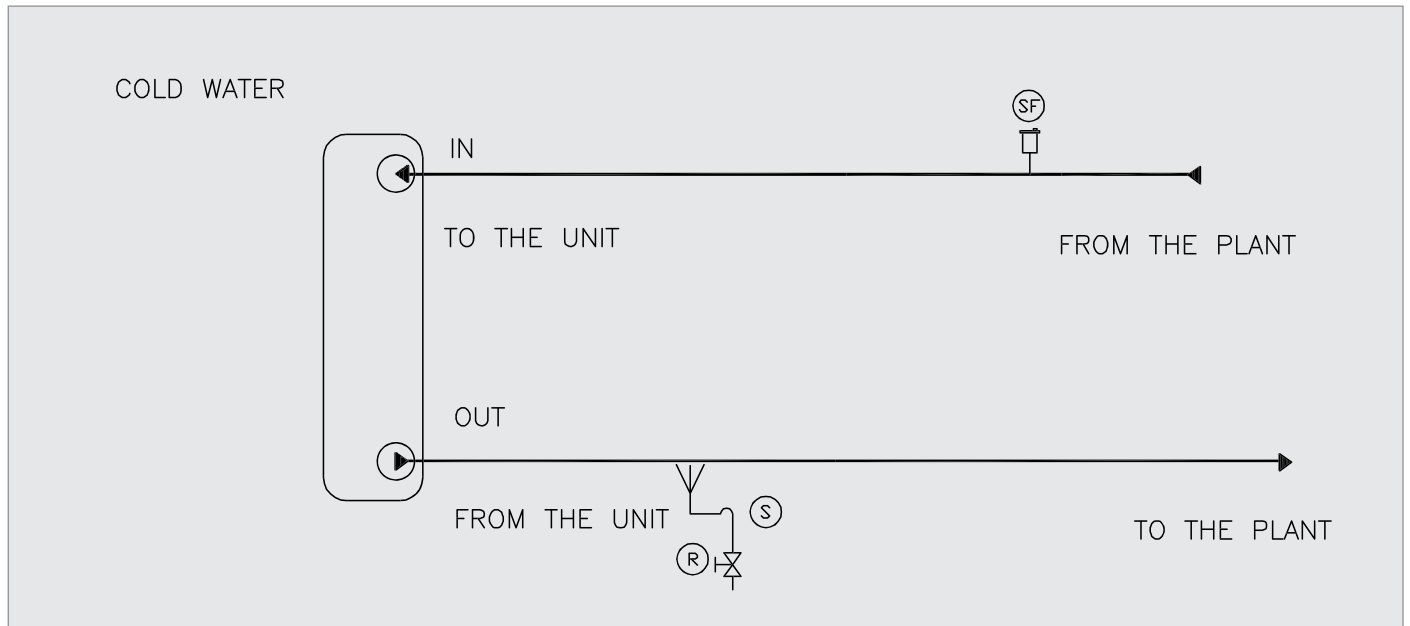 COLD WATER
SF
IN
TO THE UNIT
FROM THE PLANT
OUT
FROM THE UNIT
S
TO THE PLANT
R